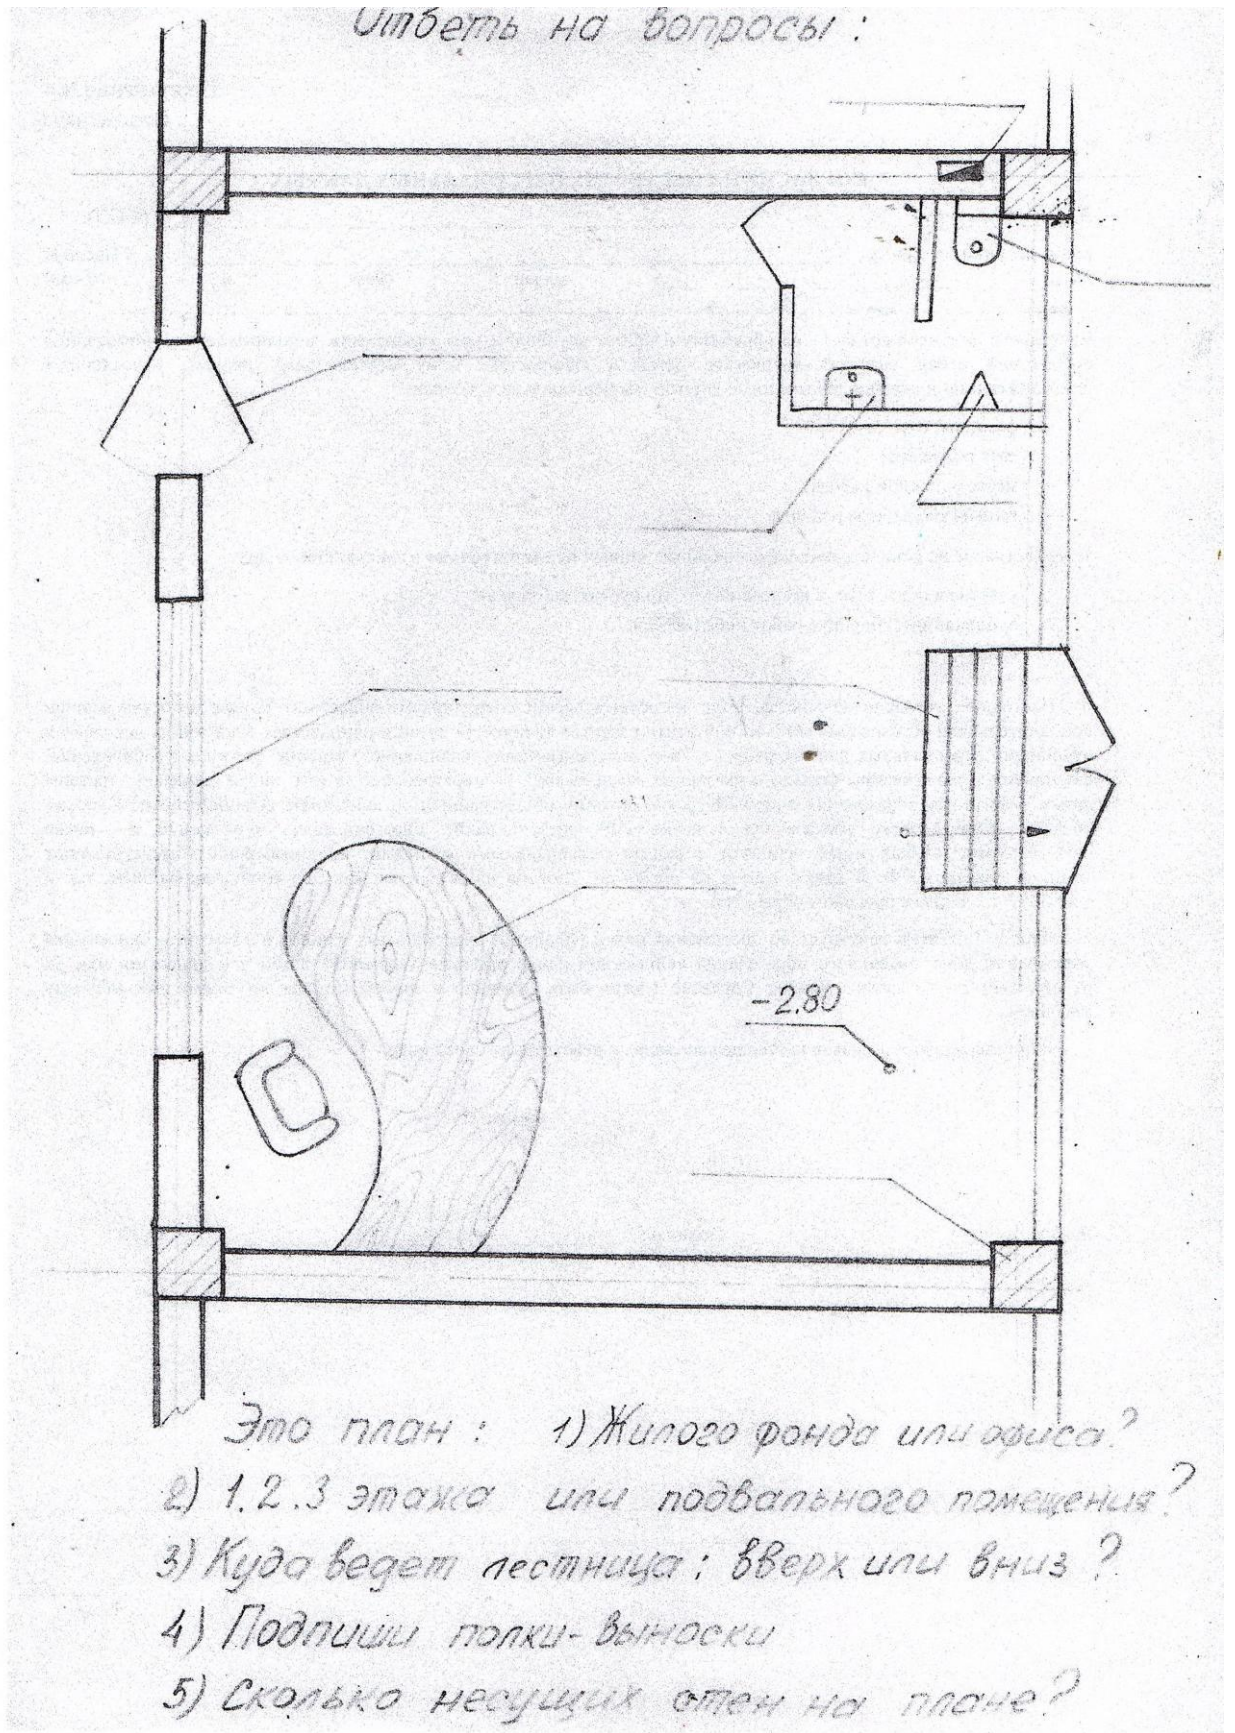 Ответь на вопросы:
-2.80
Это план: 1) Жилого фонда или офиса?
2) 1.2.3 этажа или подвального помещения?
3) Куда ведет лестница: вверх или вниз?
4) Подпиши полки-выноски
5) Сколько несущих стен на плане?